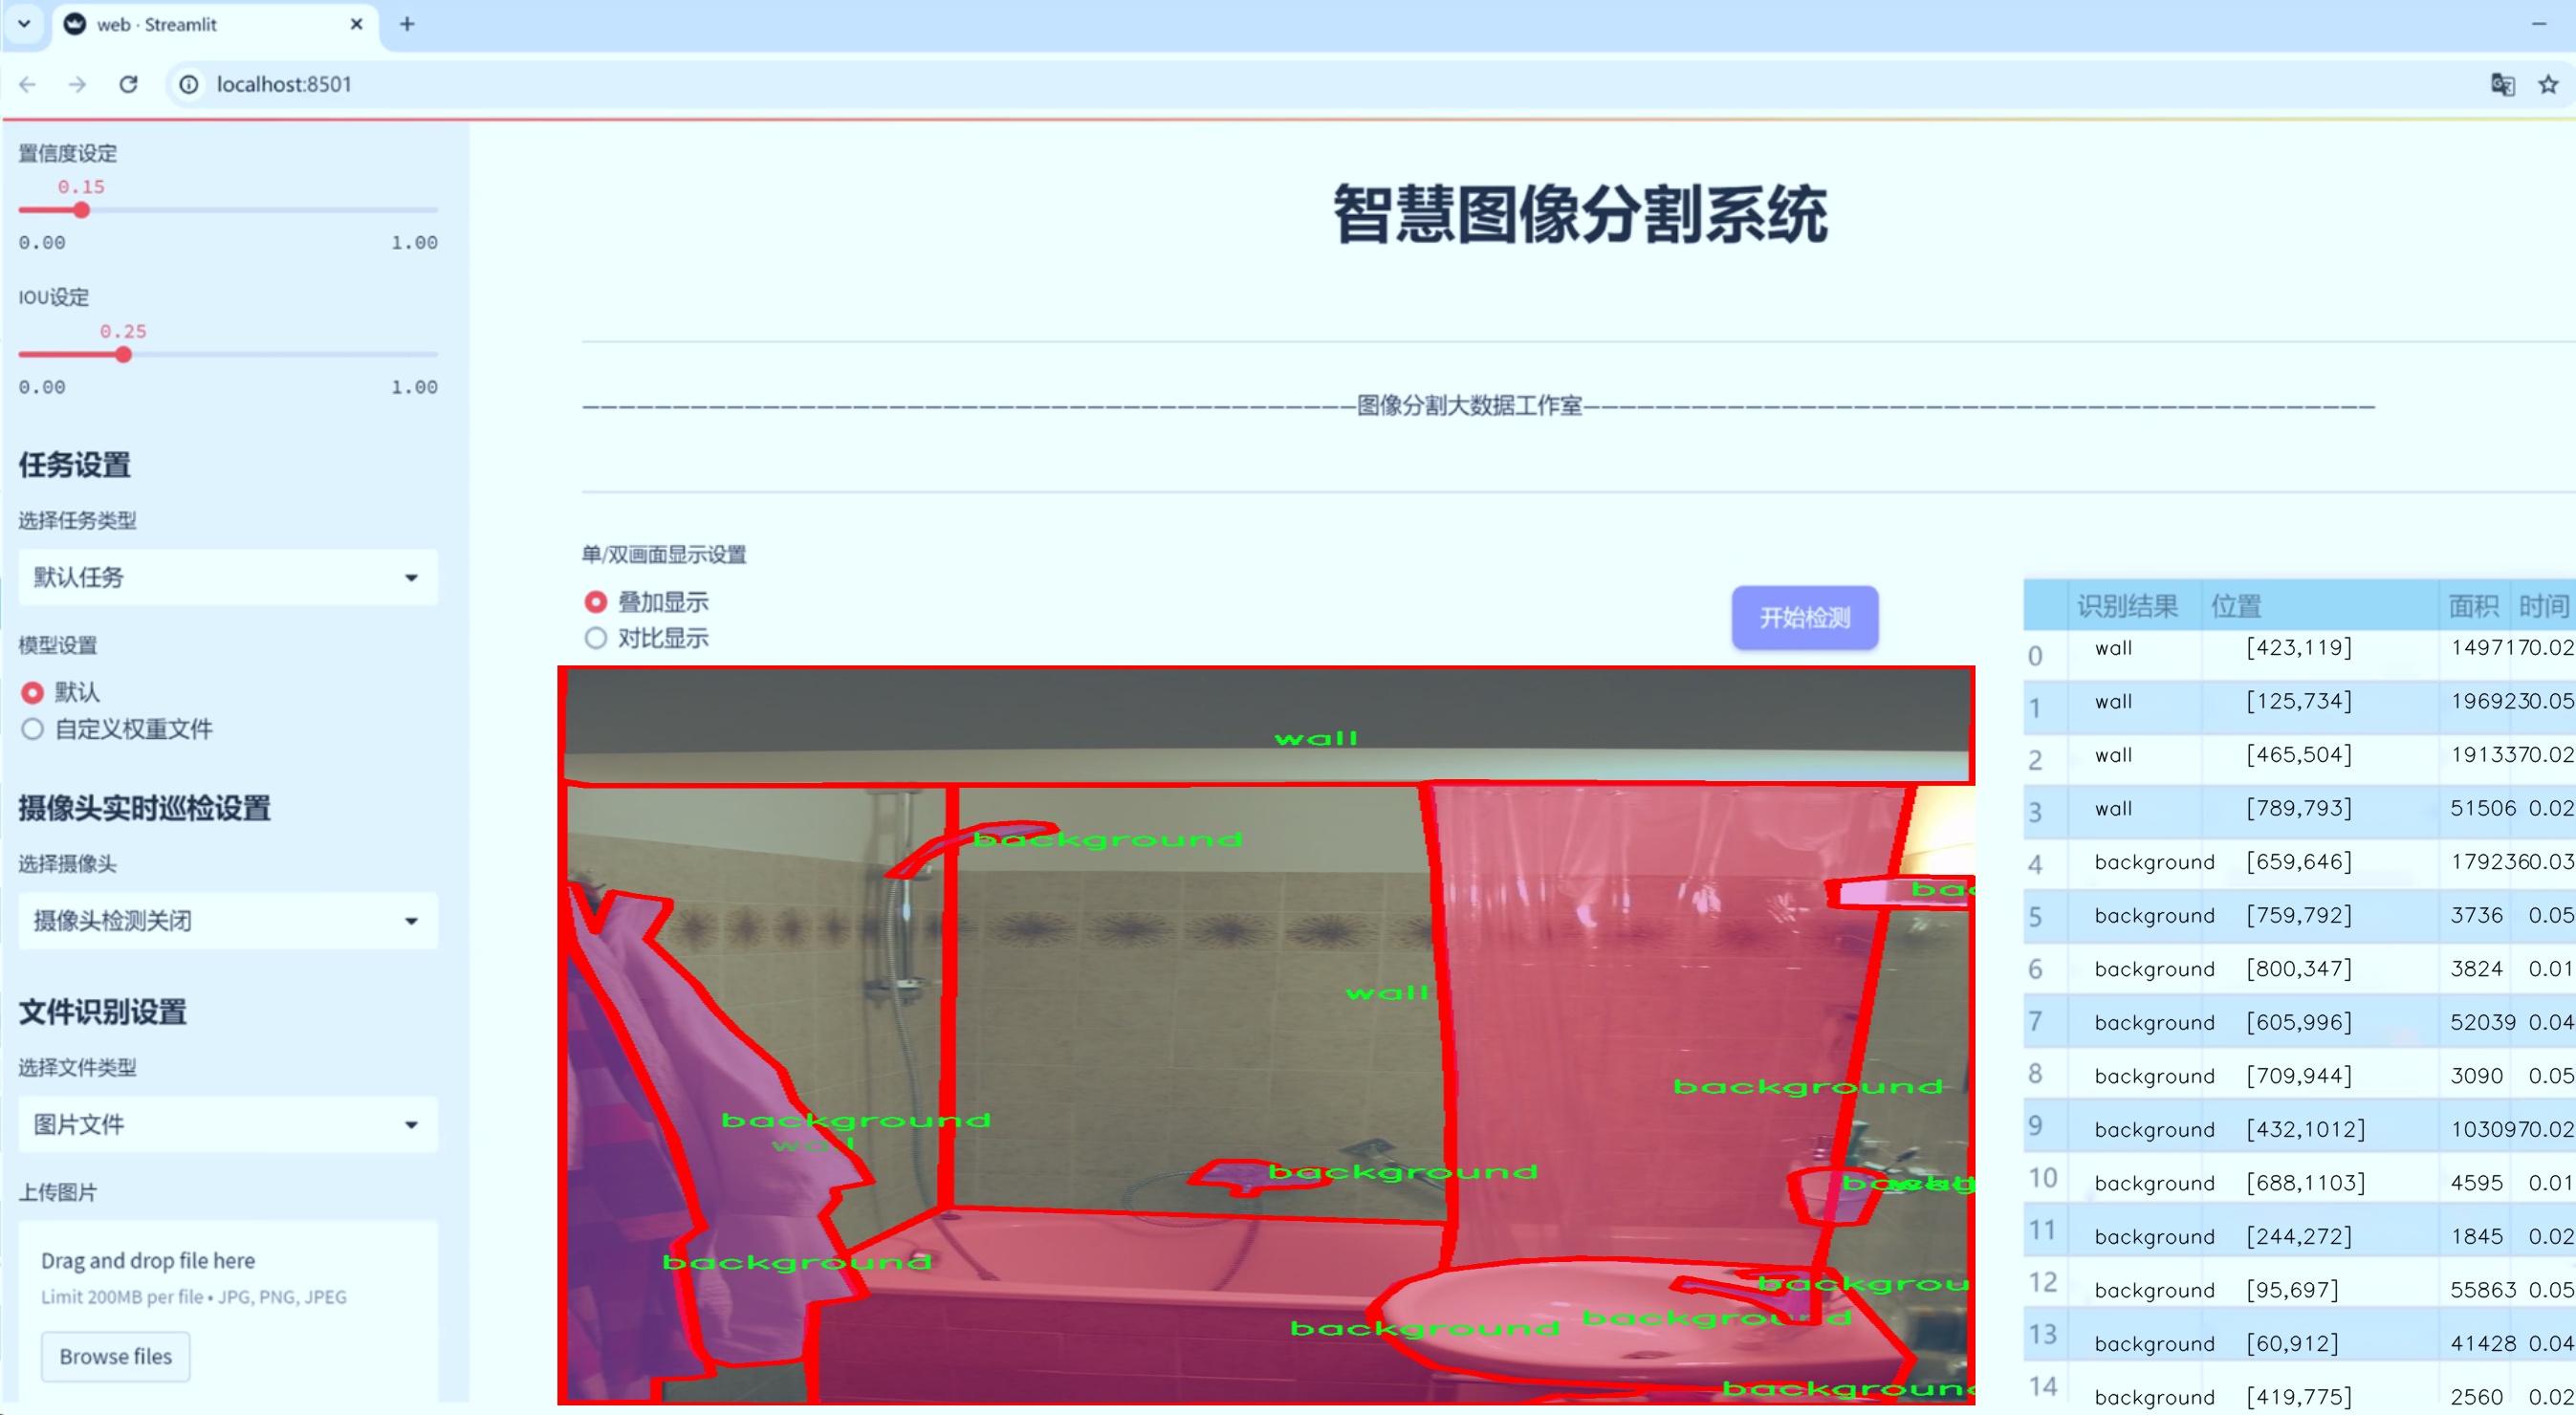 web · Streamlit
localhost:8501
置信度设定
0.15
0.00 1.00
IOU设定
0.25
0.00 1.00
任务设置
选择任务类型
默认任务
模型设置
默认
自定义权重文件
摄像头实时巡检设置
选择摄像头
摄像头检测关闭
文件识别设置
选择文件类型
图片文件
上传图片
Drag and drop file here
Limit 200MB per file • JPG, PNG, JPEG
Browse files
智慧图像分割系统
图像分割大数据工作室
单/双画面显示设置
叠加显示
对比显示
开始检测
wall
background
bac
wall
background
background
wall
background
background
background
backgrou
background
background
background
识别结果 位置 面积 时间
0 wall [423,119] 149717 0.02
1 wall [125,734] 196923 0.05
2 wall [465,504] 191337 0.02
3 wall [789,793] 51506 0.02
4 background [659,646] 179236 0.03
5 background [759,792] 3736 0.05
6 background [800,347] 3824 0.01
7 background [605,996] 52039 0.04
8 background [709,944] 3090 0.05
9 background [432,1012] 103097 0.02
10 background [688,1103] 4595 0.01
11 background [244,272] 1845 0.02
12 background [95,697] 55863 0.05
13 background [60,912] 41428 0.04
14 background [419,775] 2560 0.02